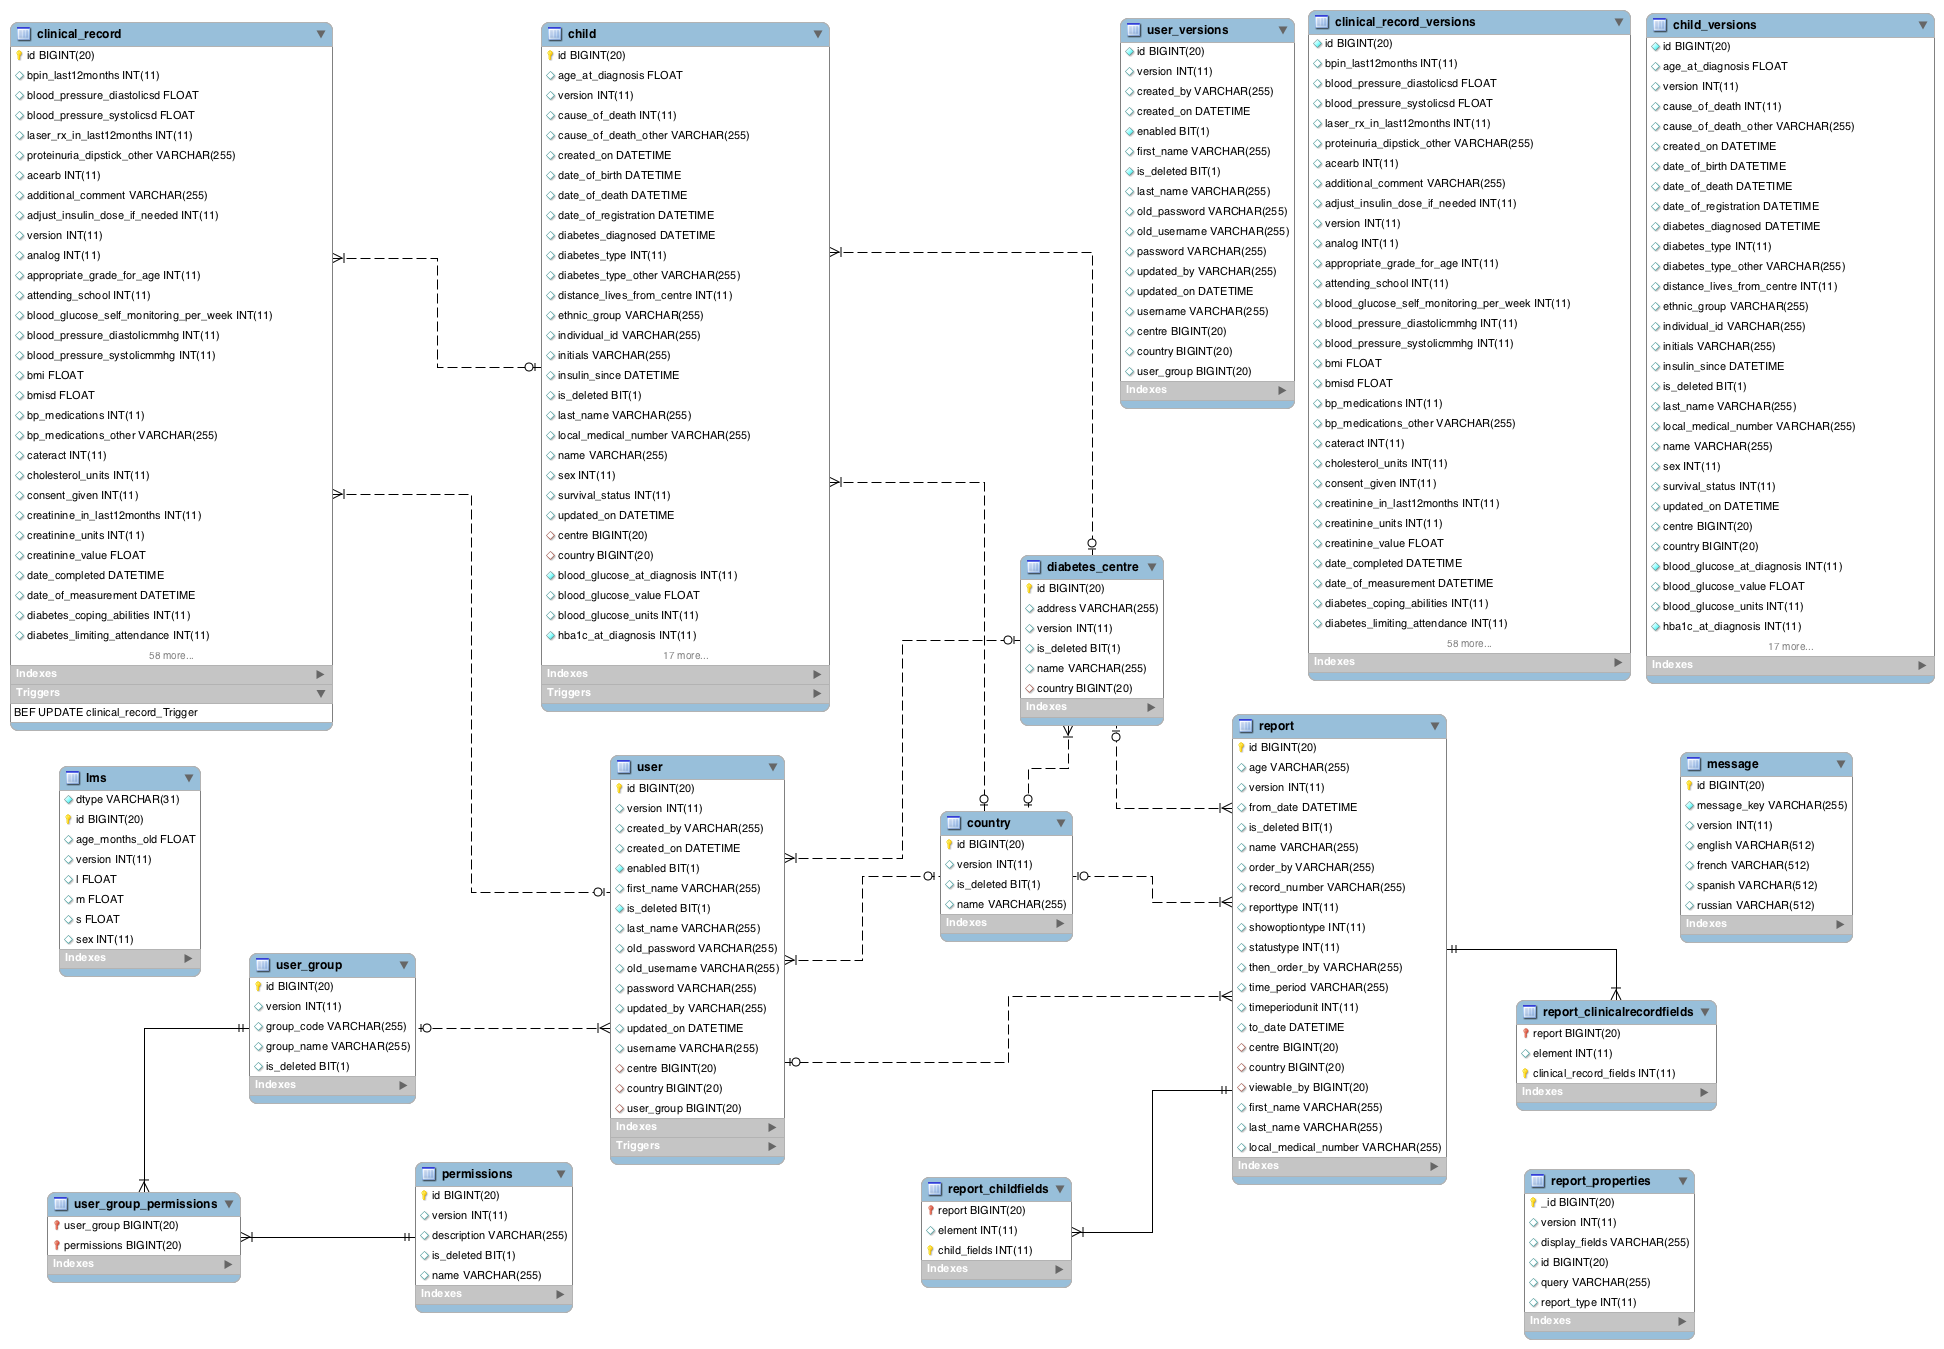 clinical_record
id BIGINT(20)
bpin_last12months INT(11)
blood_pressure_diastolicsd FLOAT
blood_pressure_systolicsd FLOAT
laser_rx_in_last12months INT(11)
proteinuria_dipstick_other VARCHAR(255)
acearb INT(11)
additional_comment VARCHAR(255)
adjust_insulin_dose_if_needed INT(11)
version INT(11)
analog INT(11)
appropriate_grade_for_age INT(11)
attending_school INT(11)
blood_glucose_self_monitoring_per_week INT(11)
blood_pressure_diastolicmmhg INT(11)
blood_pressure_systolicmmhg INT(11)
bmi FLOAT
bmisd FLOAT
bp_medications INT(11)
bp_medications_other VARCHAR(255)
cateract INT(11)
cholesterol_units INT(11)
consent_given INT(11)
creatinine_in_last12months INT(11)
creatinine_units INT(11)
creatinine_value FLOAT
date_completed DATETIME
date_of_measurement DATETIME
diabetes_coping_abilities INT(11)
diabetes_limiting_attendance INT(11)
58 more...
Indexes
Triggers
BEF UPDATE clinical_record_Trigger
child
id BIGINT(20)
age_at_diagnosis FLOAT
version INT(11)
cause_of_death INT(11)
cause_of_death_other VARCHAR(255)
created_on DATETIME
date_of_birth DATETIME
date_of_death DATETIME
date_of_registration DATETIME
diabetes_diagnosed DATETIME
diabetes_type INT(11)
diabetes_type_other VARCHAR(255)
distance_lives_from_centre INT(11)
ethnic_group VARCHAR(255)
individual_id VARCHAR(255)
initials VARCHAR(255)
insulin_since DATETIME
is_deleted BIT(1)
last_name VARCHAR(255)
local_medical_number VARCHAR(255)
name VARCHAR(255)
sex INT(11)
survival_status INT(11)
updated_on DATETIME
centre BIGINT(20)
country BIGINT(20)
blood_glucose_at_diagnosis INT(11)
blood_glucose_value FLOAT
blood_glucose_units INT(11)
hba1c_at_diagnosis INT(11)
17 more...
Indexes
Triggers
user_versions
id BIGINT(20)
version INT(11)
created_by VARCHAR(255)
created_on DATETIME
enabled BIT(1)
first_name VARCHAR(255)
is_deleted BIT(1)
last_name VARCHAR(255)
old_password VARCHAR(255)
old_username VARCHAR(255)
password VARCHAR(255)
updated_by VARCHAR(255)
updated_on DATETIME
username VARCHAR(255)
centre BIGINT(20)
country BIGINT(20)
user_group BIGINT(20)
Indexes
clinical_record_versions
id BIGINT(20)
bpin_last12months INT(11)
blood_pressure_diastolicsd FLOAT
blood_pressure_systolicsd FLOAT
laser_rx_in_last12months INT(11)
proteinuria_dipstick_other VARCHAR(255)
acearb INT(11)
additional_comment VARCHAR(255)
adjust_insulin_dose_if_needed INT(11)
version INT(11)
analog INT(11)
appropriate_grade_for_age INT(11)
attending_school INT(11)
blood_glucose_self_monitoring_per_week INT(11)
blood_pressure_diastolicmmhg INT(11)
blood_pressure_systolicmmhg INT(11)
bmi FLOAT
bmisd FLOAT
bp_medications INT(11)
bp_medications_other VARCHAR(255)
cateract INT(11)
cholesterol_units INT(11)
consent_given INT(11)
creatinine_in_last12months INT(11)
creatinine_units INT(11)
creatinine_value FLOAT
date_completed DATETIME
date_of_measurement DATETIME
diabetes_coping_abilities INT(11)
diabetes_limiting_attendance INT(11)
58 more...
Indexes
child_versions
id BIGINT(20)
age_at_diagnosis FLOAT
version INT(11)
cause_of_death INT(11)
cause_of_death_other VARCHAR(255)
created_on DATETIME
date_of_birth DATETIME
date_of_death DATETIME
date_of_registration DATETIME
diabetes_diagnosed DATETIME
diabetes_type INT(11)
diabetes_type_other VARCHAR(255)
distance_lives_from_centre INT(11)
ethnic_group VARCHAR(255)
individual_id VARCHAR(255)
initials VARCHAR(255)
insulin_since DATETIME
is_deleted BIT(1)
last_name VARCHAR(255)
local_medical_number VARCHAR(255)
name VARCHAR(255)
sex INT(11)
survival_status INT(11)
updated_on DATETIME
centre BIGINT(20)
country BIGINT(20)
blood_glucose_at_diagnosis INT(11)
blood_glucose_value FLOAT
blood_glucose_units INT(11)
hba1c_at_diagnosis INT(11)
17 more...
Indexes
diabetes_centre
id BIGINT(20)
address VARCHAR(255)
version INT(11)
is_deleted BIT(1)
name VARCHAR(255)
country BIGINT(20)
Indexes
lms
dtype VARCHAR(31)
id BIGINT(20)
age_months_old FLOAT
version INT(11)
l FLOAT
m FLOAT
s FLOAT
sex INT(11)
Indexes
user
id BIGINT(20)
version INT(11)
created_by VARCHAR(255)
created_on DATETIME
enabled BIT(1)
first_name VARCHAR(255)
is_deleted BIT(1)
last_name VARCHAR(255)
old_password VARCHAR(255)
old_username VARCHAR(255)
password VARCHAR(255)
updated_by VARCHAR(255)
updated_on DATETIME
username VARCHAR(255)
centre BIGINT(20)
country BIGINT(20)
user_group BIGINT(20)
Indexes
Triggers
country
id BIGINT(20)
version INT(11)
is_deleted BIT(1)
name VARCHAR(255)
Indexes
report
id BIGINT(20)
age VARCHAR(255)
version INT(11)
from_date DATETIME
is_deleted BIT(1)
name VARCHAR(255)
order_by VARCHAR(255)
record_number VARCHAR(255)
reporttype INT(11)
showoptiontype INT(11)
statustype INT(11)
then_order_by VARCHAR(255)
time_period VARCHAR(255)
timeperiodunit INT(11)
to_date DATETIME
centre BIGINT(20)
country BIGINT(20)
viewable_by BIGINT(20)
first_name VARCHAR(255)
last_name VARCHAR(255)
local_medical_number VARCHAR(255)
Indexes
message
id BIGINT(20)
message_key VARCHAR(255)
version INT(11)
english VARCHAR(512)
french VARCHAR(512)
spanish VARCHAR(512)
russian VARCHAR(512)
Indexes
user_group
id BIGINT(20)
version INT(11)
group_code VARCHAR(255)
group_name VARCHAR(255)
is_deleted BIT(1)
Indexes
report_clinicalrecordfields
report BIGINT(20)
element INT(11)
clinical_record_fields INT(11)
Indexes
user_group_permissions
user_group BIGINT(20)
permissions BIGINT(20)
Indexes
permissions
id BIGINT(20)
version INT(11)
description VARCHAR(255)
is_deleted BIT(1)
name VARCHAR(255)
Indexes
report_childfields
report BIGINT(20)
element INT(11)
child_fields INT(11)
Indexes
report_properties
_id BIGINT(20)
version INT(11)
display_fields VARCHAR(255)
id BIGINT(20)
query VARCHAR(255)
report_type INT(11)
Indexes